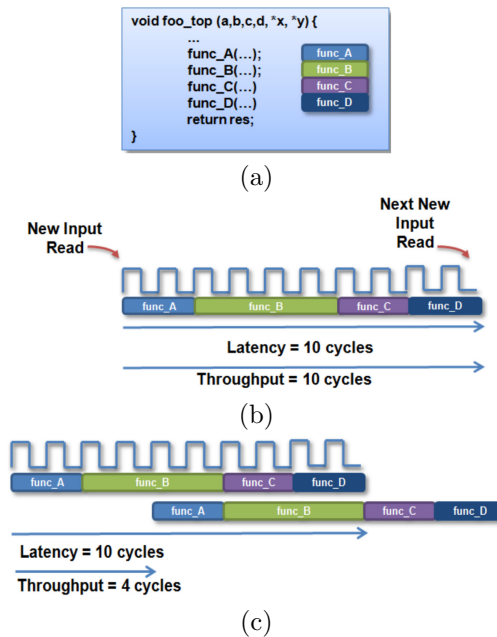 void foo_top (a,b,c,d, *x, *y) {
...
func_A(...); func_A
func_B(...); func_B
func_C(...) func_C
func_D(...) func_D
return res;
}
(a)
New Input
Read
Next New
Input
Read
func_A func_B func_C func_D
Latency = 10 cycles
Throughput = 10 cycles
(b)
func_A func_B func_C func_D
func_A func_B func_C func_D
Latency = 10 cycles
Throughput = 4 cycles
(c)